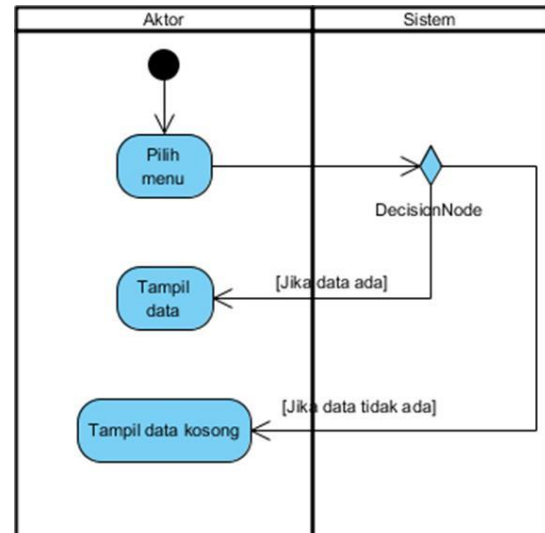 Aktor
Sistem
Pilih
menu
DecisionNode
Tampil
data
[Jika data ada]
[Jika data tidak ada]
Tampil data kosong